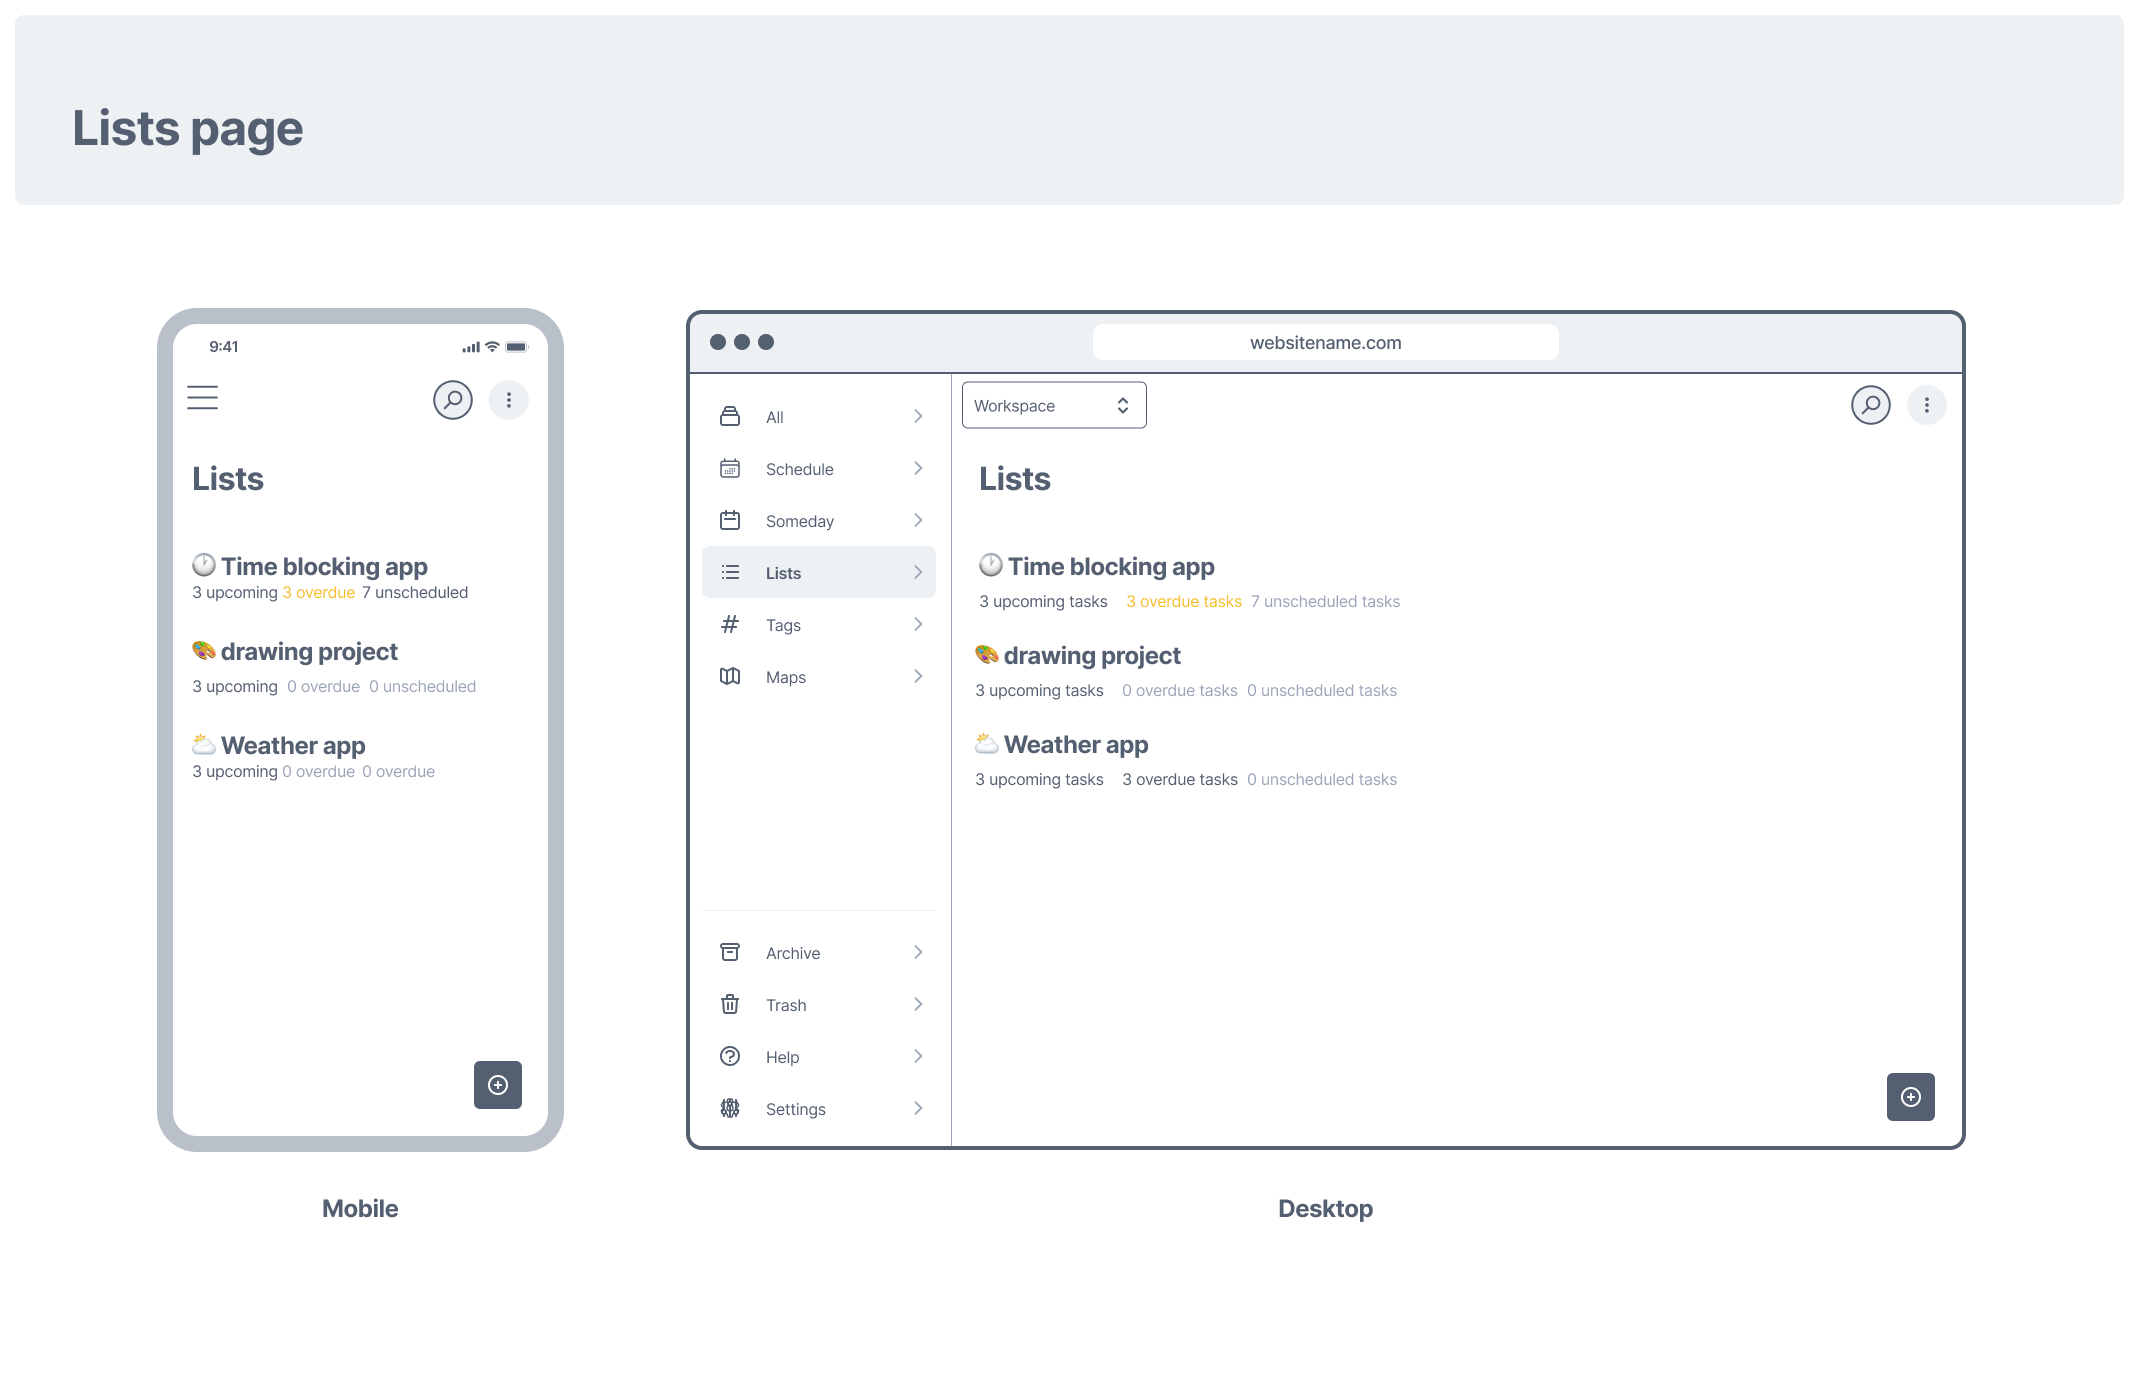 Lists page
9:41
Lists
Time blocking app
3 upcoming 3 overdue 7 unscheduled
drawing project
3 upcoming 0 overdue 0 unscheduled
Weather app
3 upcoming 0 overdue 0 overdue
Mobile
websitename.com
All
Schedule
Someday
Lists
Tags
Maps
Archive
Trash
Help
Settings
Workspace
Lists
Time blocking app
3 upcoming tasks 3 overdue tasks 7 unscheduled tasks
drawing project
3 upcoming tasks 0 overdue tasks 0 unscheduled tasks
Weather app
3 upcoming tasks 3 overdue tasks 0 unscheduled tasks
Desktop